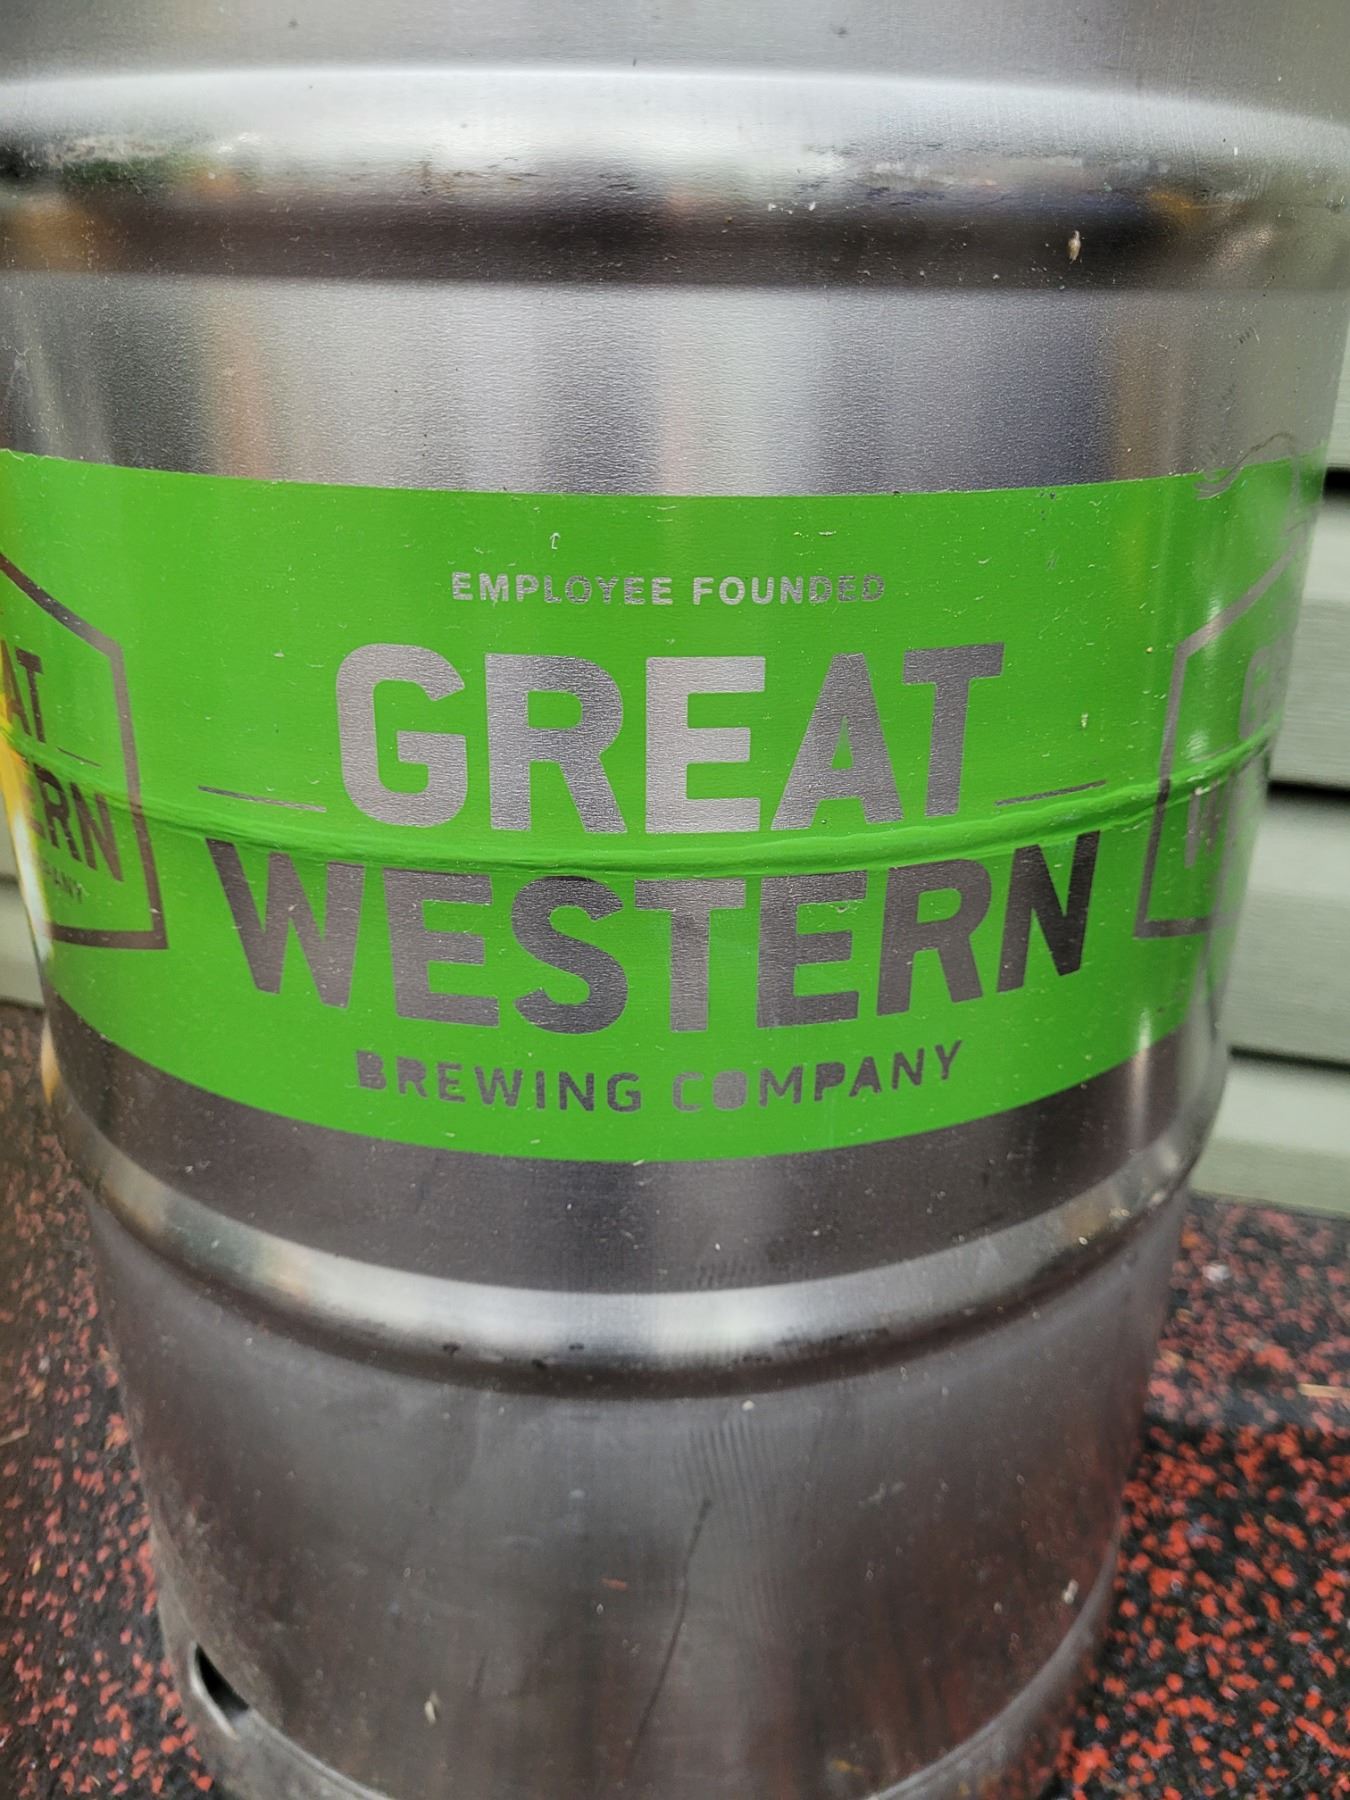 EMPLOYEE FOUNDED
GREAT
WESTERN
BREWING COMPANY